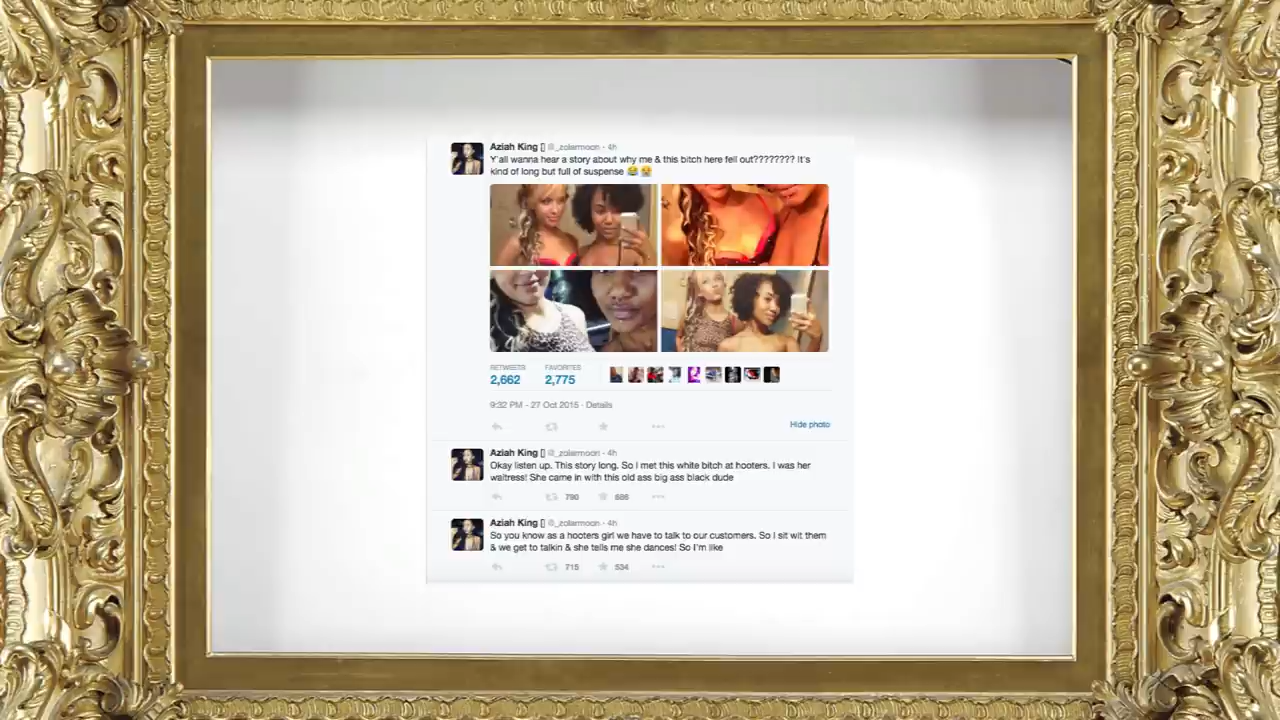 Aziah King @_zolarmoon · 4h
Y'all wanna hear a story about why me & this bitch here fell out???????? It's
kind of long but full of suspense 😂😭
RETWEETS FAVORITES
2,662 2,775
9:32 PM - 27 Oct 2015 · Details
Hide photo
Aziah King @_zolarmoon · 4h
Okay listen up. This story long. So I met this white bitch at hooters. I was her
waitress! She came in with this old ass big ass black dude
790 686
Aziah King @_zolarmoon · 4h
So you know as a hooters girl we have to talk to our customers. So I sit wit them
& we get to talkin & she tells me she dances! So I'm like
715 534